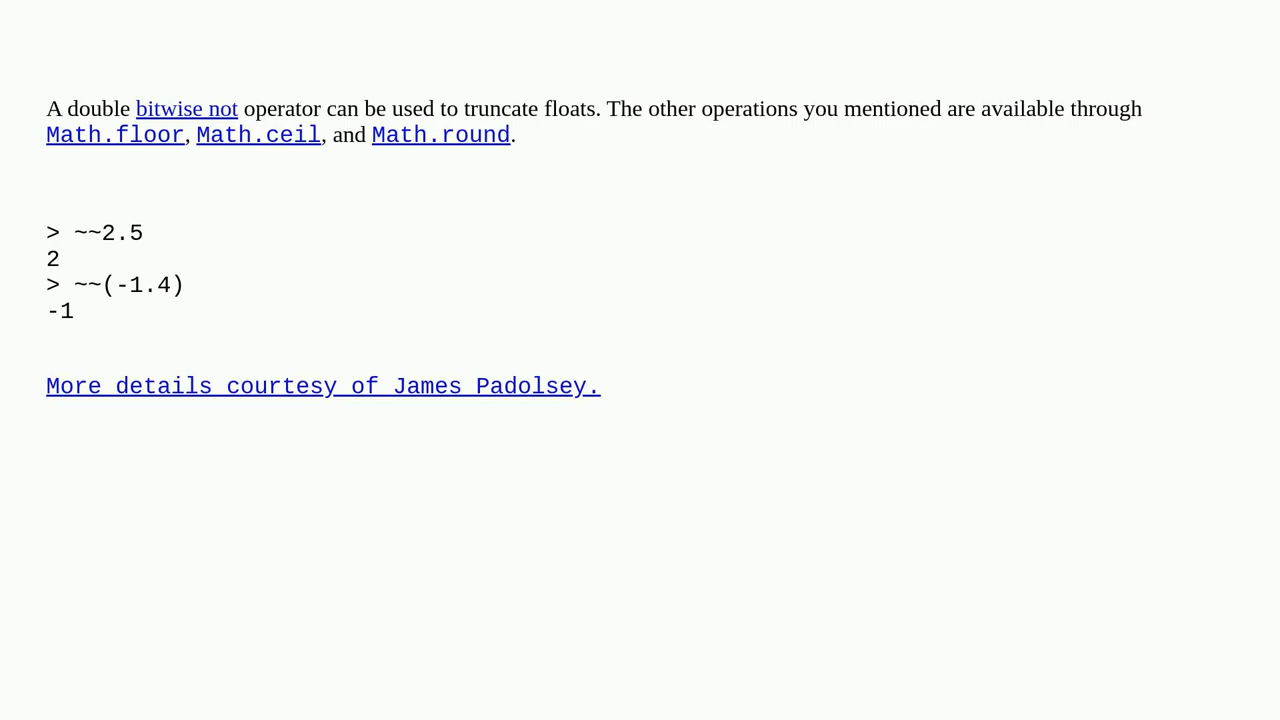 A double bitwise not operator can be used to truncate floats. The other operations you mentioned are available through
Math.floor, Math.ceil, and Math.round.
> ~~2.5
2
> ~~(-1.4)
-1
More details courtesy of James Padolsey.